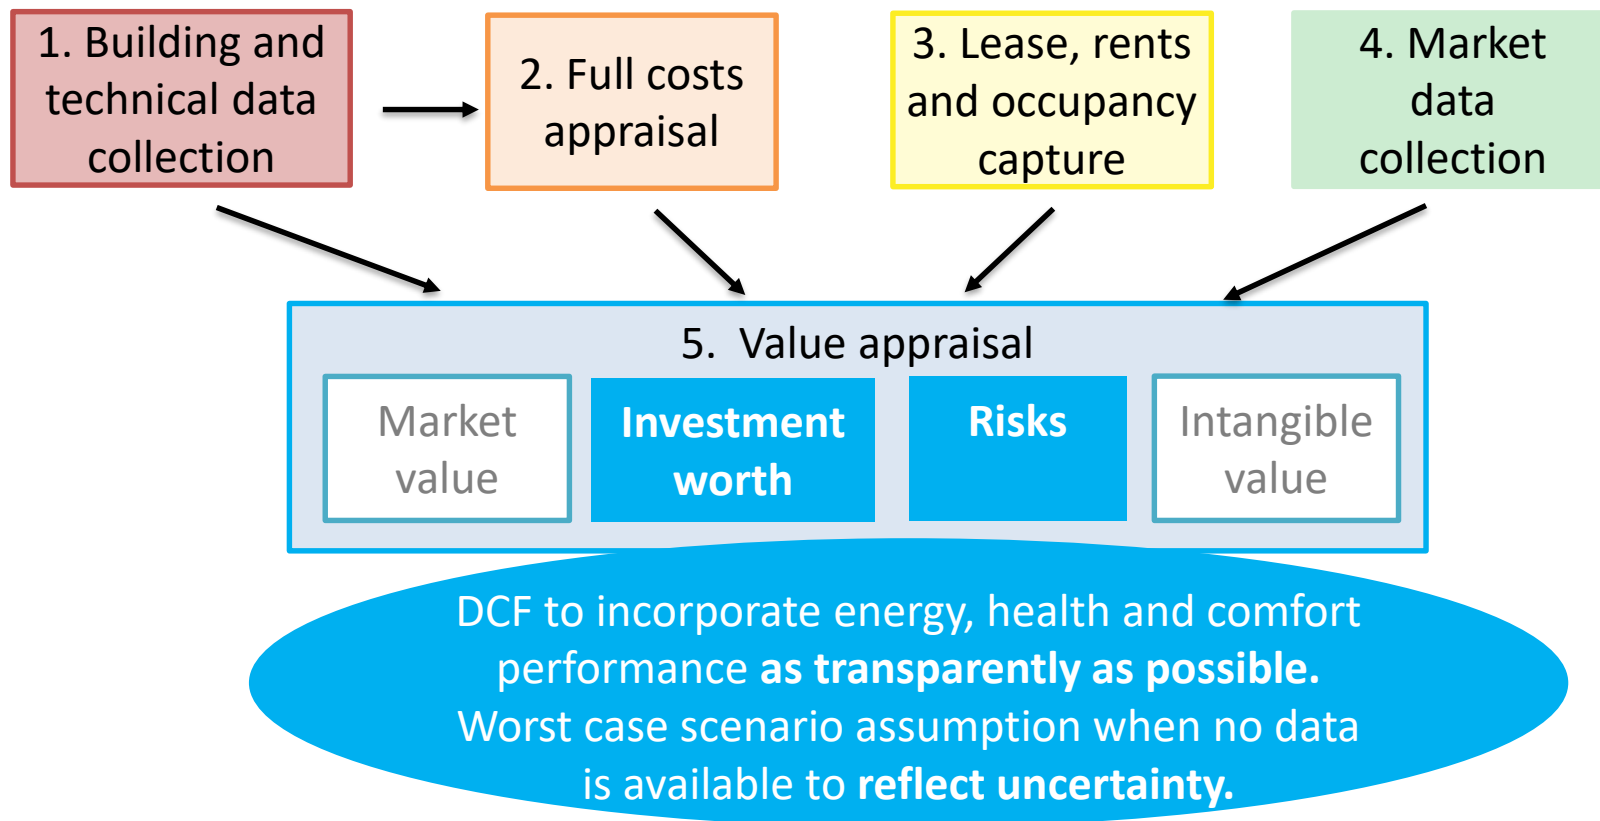 1. Building and
technical data
collection
2. Full costs
appraisal
3. Lease, rents
and occupancy
capture
4. Market
data
collection
5. Value appraisal
Market
value
Investment
worth
Risks
Intangible
value
DCF to incorporate energy, health and comfort
performance as transparently as possible.
Worst case scenario assumption when no data
is available to reflect uncertainty.